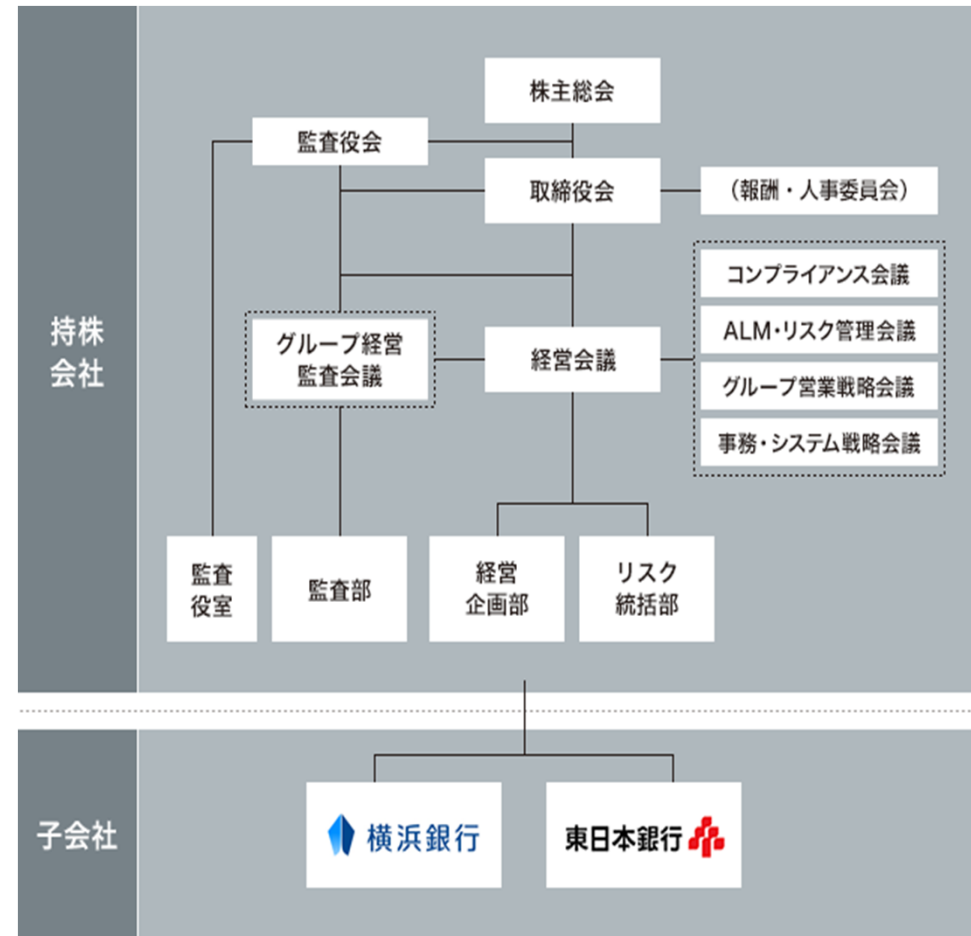 株主総会
監査役会
取締役会
（報酬・人事委員会）
コンプライアンス会議
持株
会社
グループ経営
監査会議
経営会議
ALM・リスク管理会議
グループ営業戦略会議
事務・システム戦略会議
監査
役室
監査部
経営
企画部
リスク
統括部
子会社
横浜銀行
東日本銀行